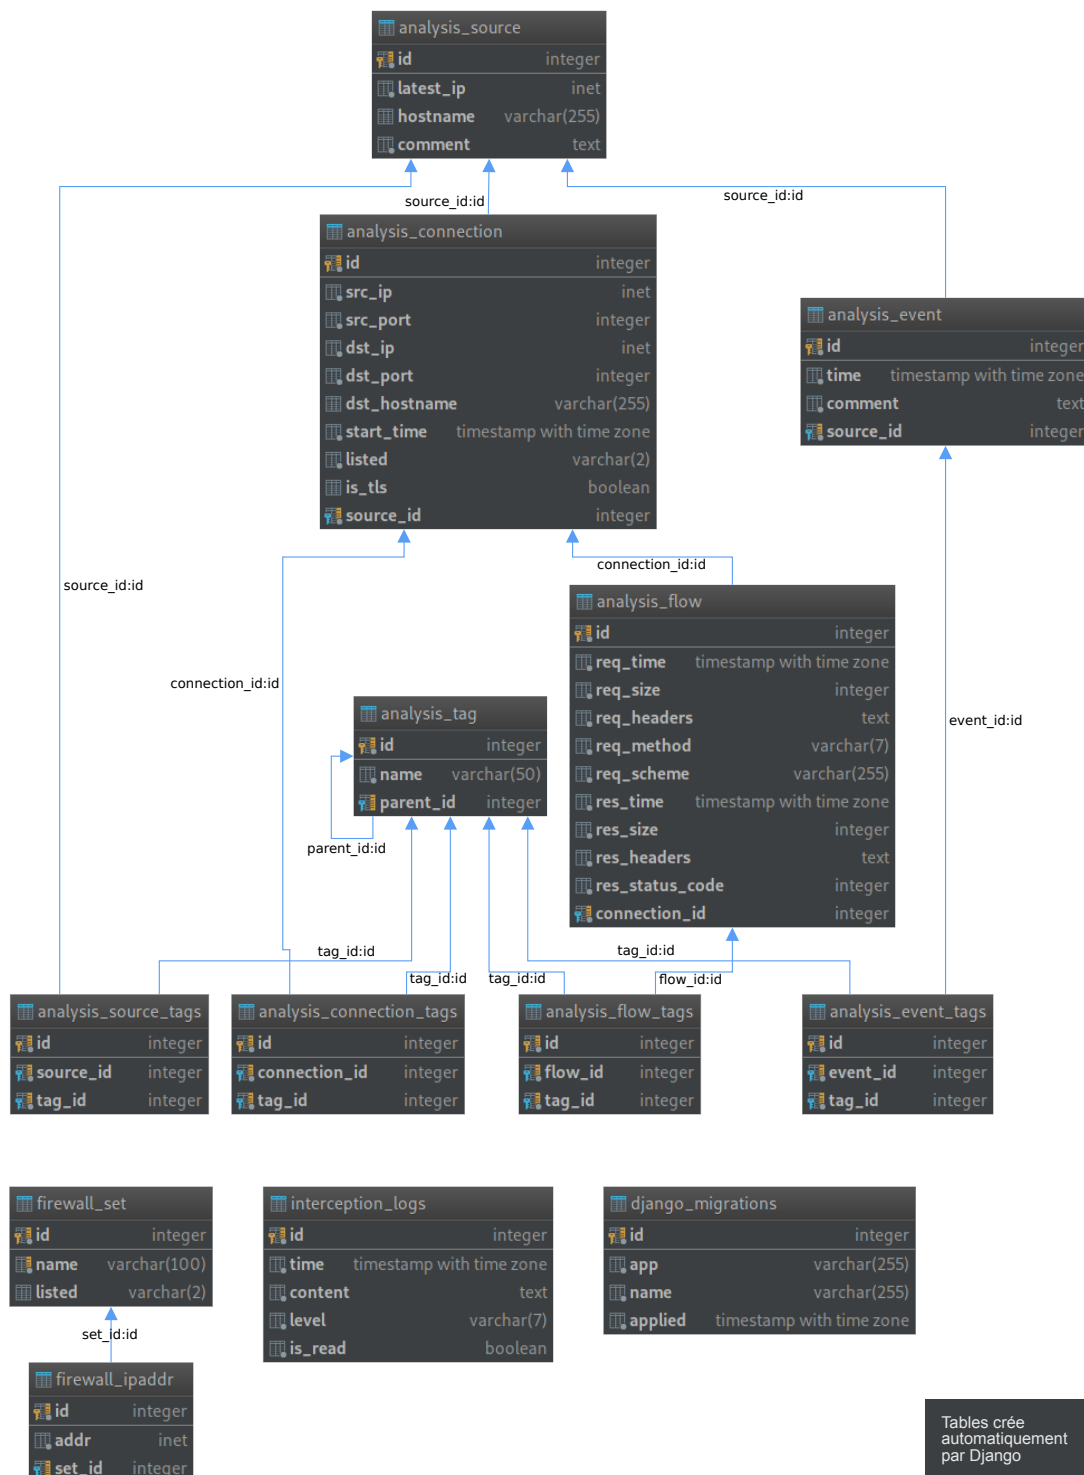 analysis_source
id integer
latest_ip inet
hostname varchar(255)
comment text
source_id:id
source_id:id
analysis_connection
id integer
src_ip inet
src_port integer
dst_ip inet
dst_port integer
dst_hostname varchar(255)
start_time timestamp with time zone
listed varchar(2)
is_tls boolean
source_id integer
analysis_event
id integer
time timestamp with time zone
comment text
source_id integer
source_id:id
connection_id:id
analysis_flow
id integer
req_time timestamp with time zone
req_size integer
req_headers text
req_method varchar(7)
req_scheme varchar(255)
res_time timestamp with time zone
res_size integer
res_headers text
res_status_code integer
connection_id integer
connection_id:id
analysis_tag
id integer
name varchar(50)
parent_id integer
parent_id:id
event_id:id
tag_id:id
tag_id:id
tag_id:id
flow_id:id
tag_id:id
analysis_source_tags
id integer
source_id integer
tag_id integer
analysis_connection_tags
id integer
connection_id integer
tag_id integer
analysis_flow_tags
id integer
flow_id integer
tag_id integer
analysis_event_tags
id integer
event_id integer
tag_id integer
firewall_set
id integer
name varchar(100)
listed varchar(2)
set_id:id
firewall_ipaddr
id integer
addr inet
set_id integer
interception_logs
id integer
time timestamp with time zone
content text
level varchar(7)
is_read boolean
django_migrations
id integer
app varchar(255)
name varchar(255)
applied timestamp with time zone
Tables crée
automatiquement
par Django